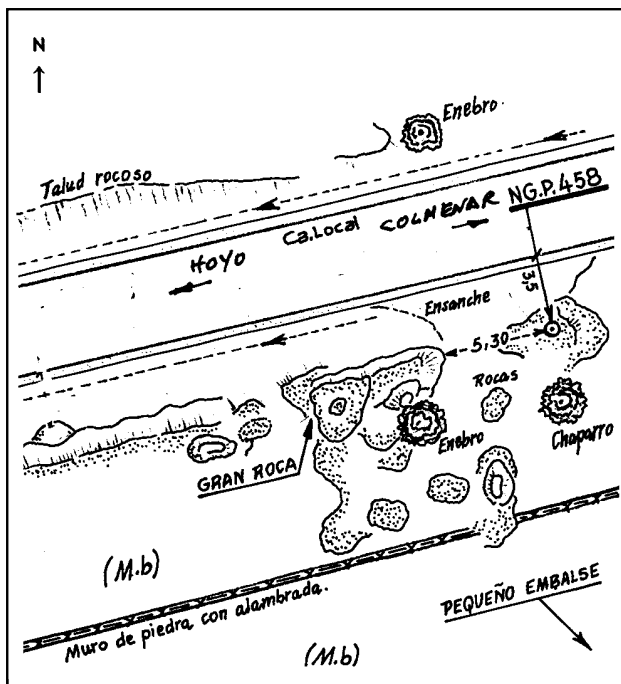 N
Enebro.
Talud rocoso
Ca.Local
COLMENAR
NG.P.458
HOYO
3,5
Ensanche
5,30
Rocas
Enebro
Chaparro
GRAN ROCA
(M.b)
PEQUEÑO EMBALSE
Muro de piedra con alambrada.
(M.b)